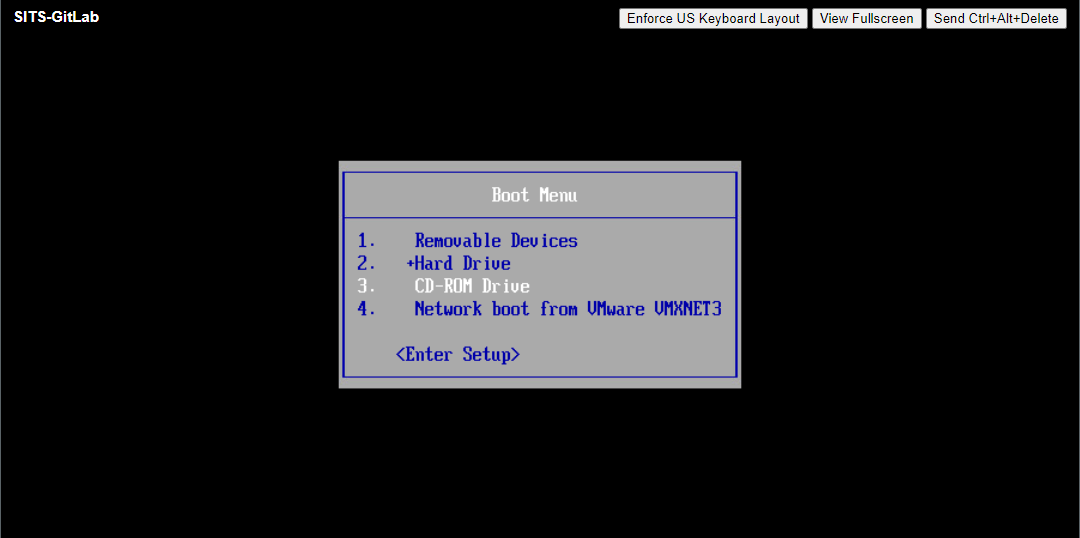 SITS-GitLab
Enforce US Keyboard Layout
View Fullscreen
Send Ctrl+Alt+Delete
Boot Menu
1. Removable Devices
2. +Hard Drive
3. CD-ROM Drive
4. Network boot from VMware VMXNET3
<Enter Setup>